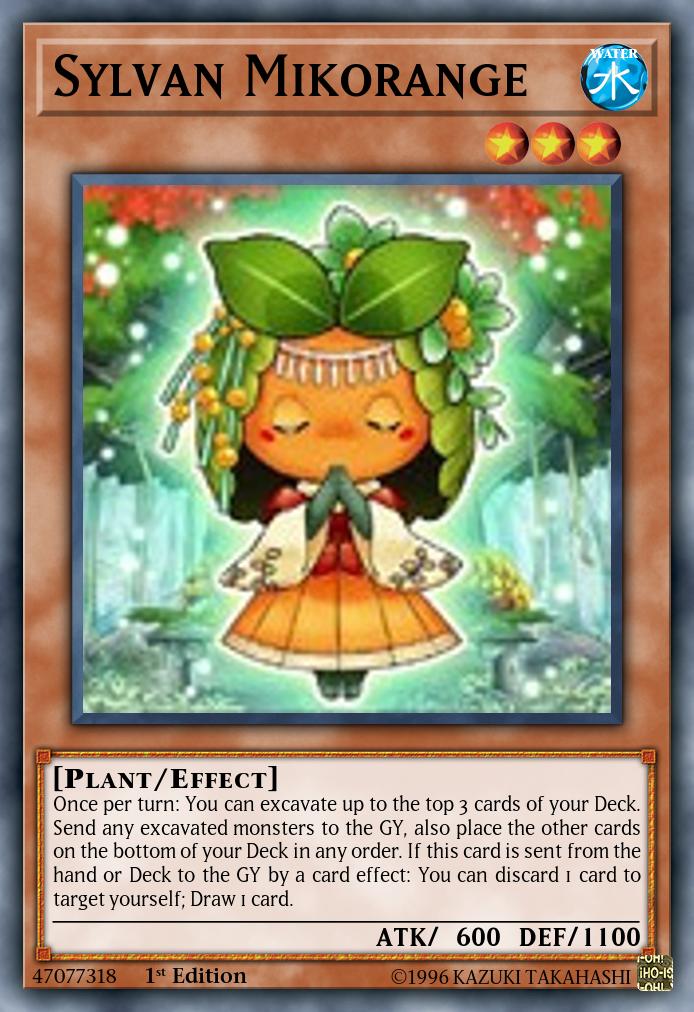 Sylvan Mikorange
WATER
水
[Plant/Effect]
Once per turn: You can excavate up to the top 3 cards of your Deck.
Send any excavated monsters to the GY, also place the other cards
on the bottom of your Deck in any order. If this card is sent from the
hand or Deck to the GY by a card effect: You can discard 1 card to
target yourself; Draw 1 card.
ATK/ 600 DEF/1100
47077318 1st Edition ©1996 KAZUKI TAKAHASHI